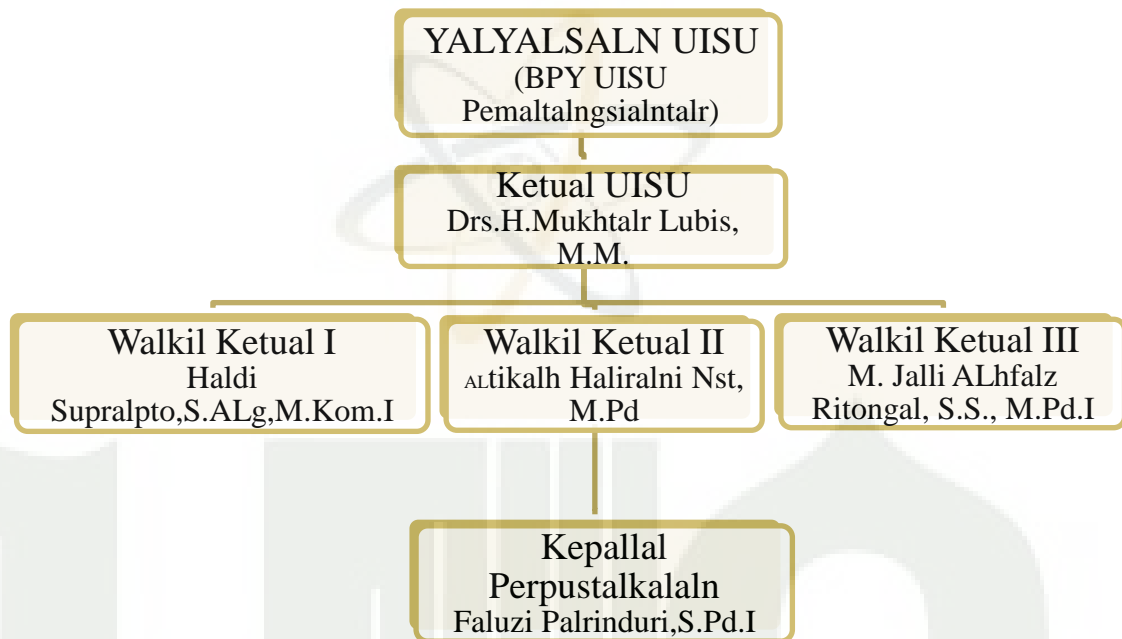 YALYALSALN UISU
(BPY UISU
Pemaltalngsialntalr)
Ketual UISU
Drs.H.Mukhtalr Lubis,
M.M.
Walkil Ketual I
Haldi
Supralpto,S.ALg,M.Kom.I
Walkil Ketual II
ALtikalh Haliralni Nst,
M.Pd
Walkil Ketual III
M. Jalli ALhfalz
Ritongal, S.S., M.Pd.I
Kepallal
Perpustalkalaln
Faluzi Palrinduri,S.Pd.I